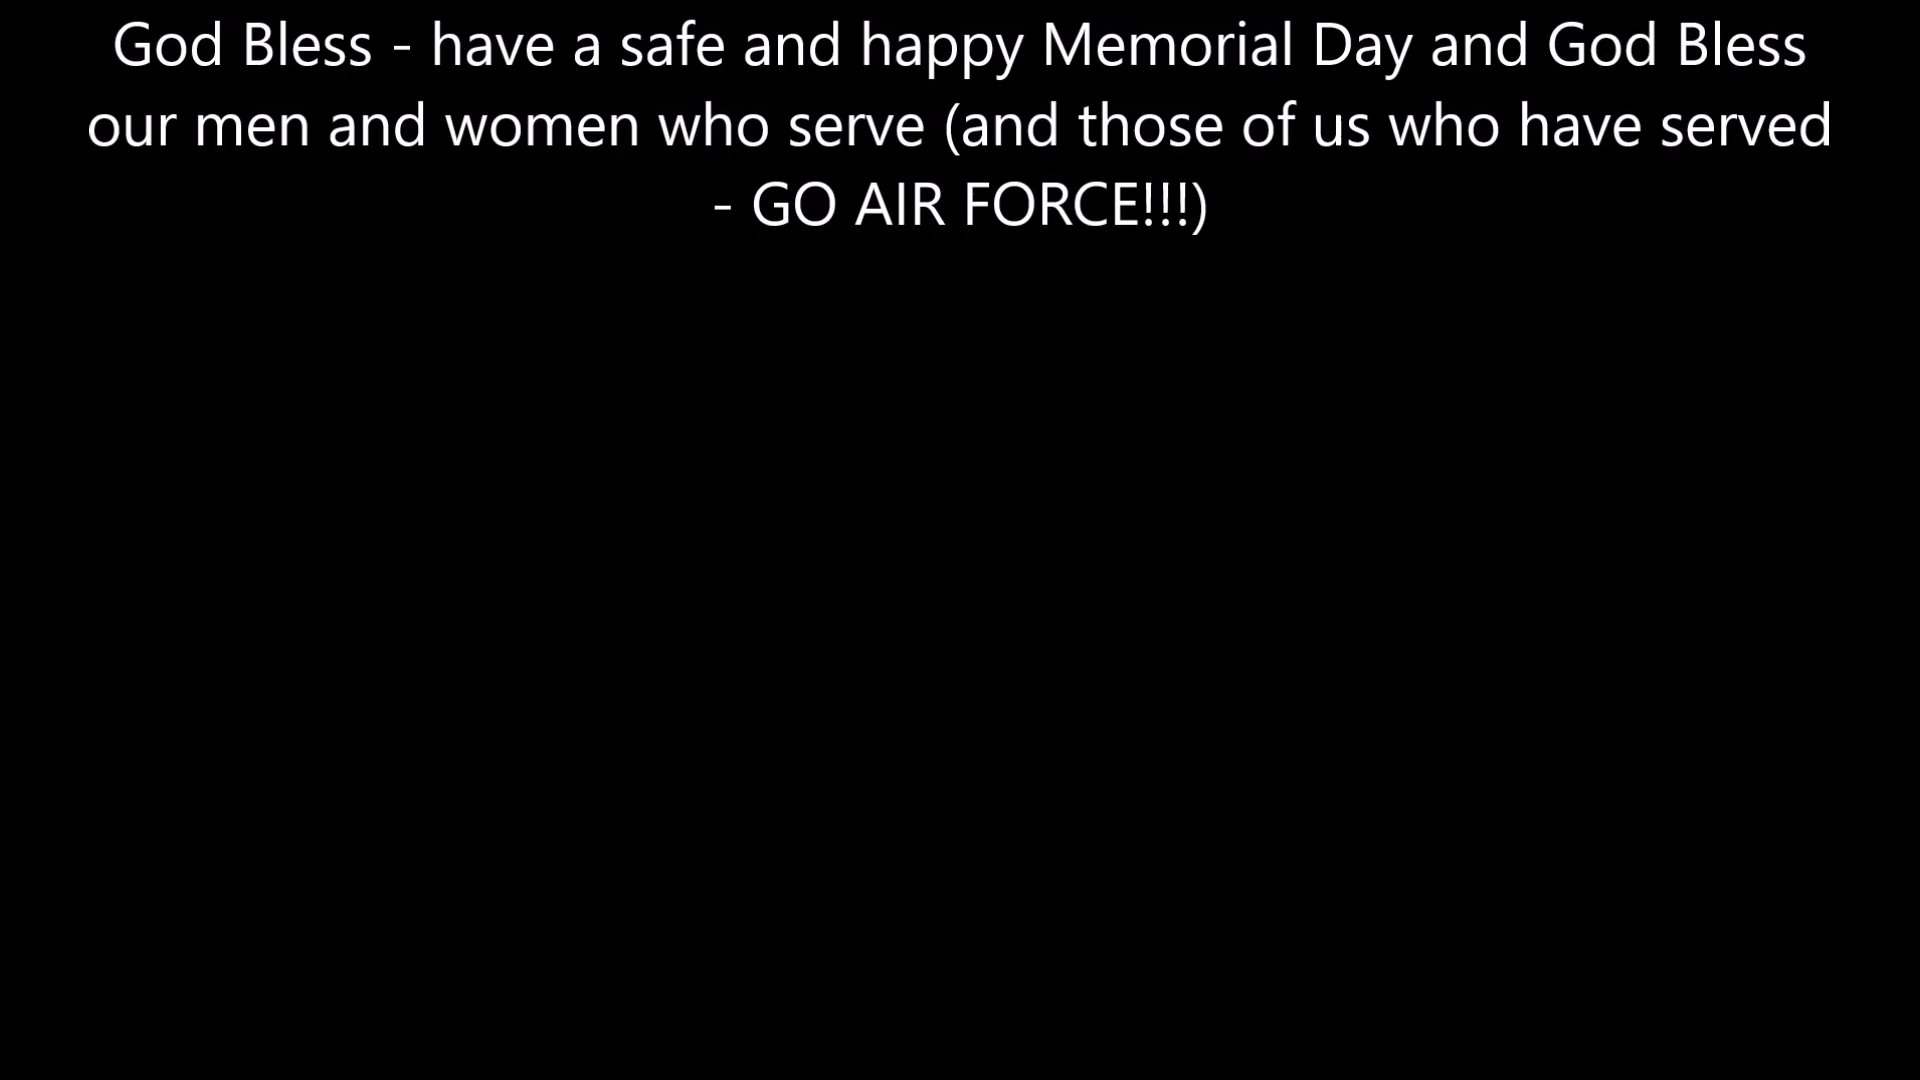 God Bless - have a safe and happy Memorial Day and God Bless
our men and women who serve (and those of us who have served
- GO AIR FORCE!!!)